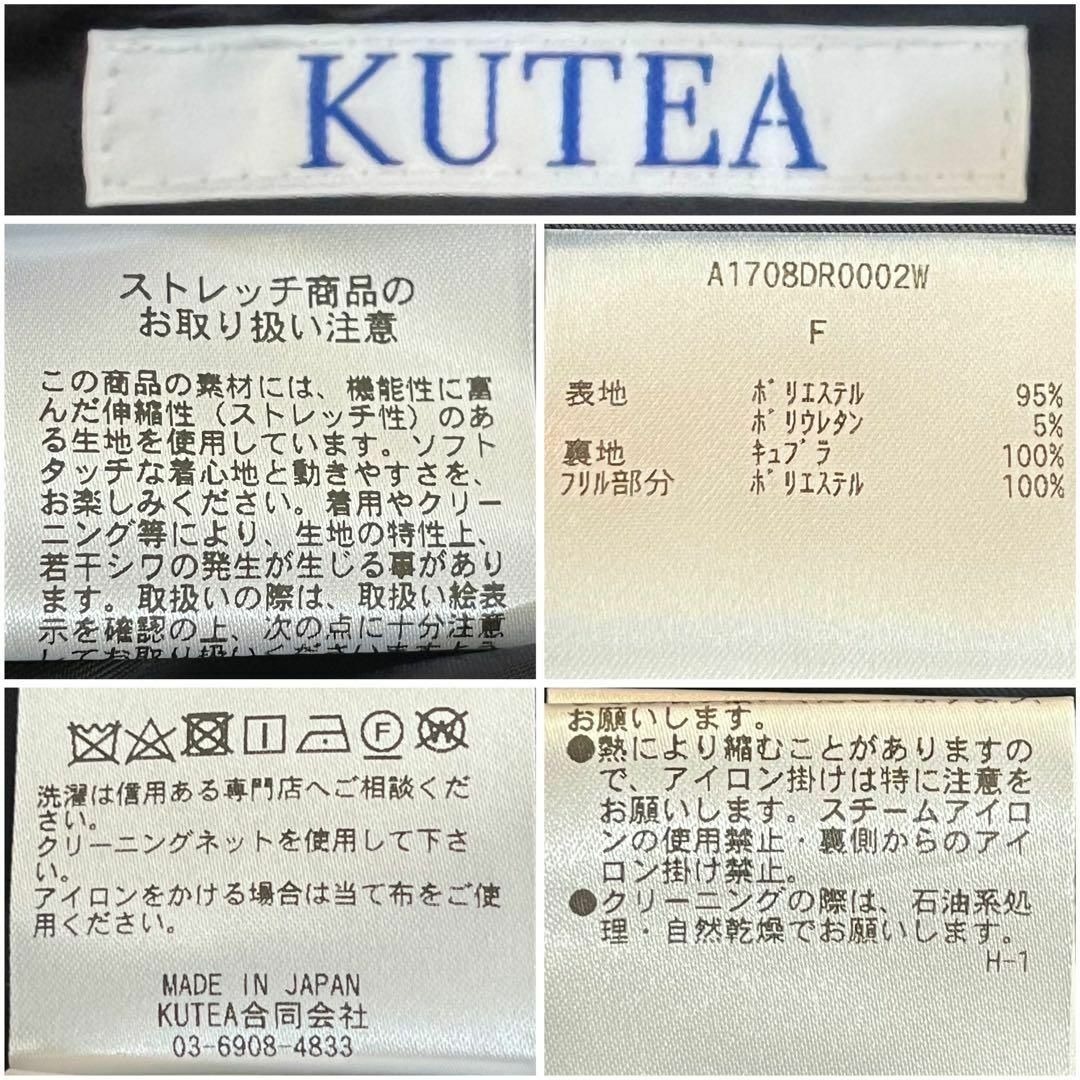 KUTEA
ストレッチ商品の
お取り扱い注意
この商品の素材には、機能性に富
んだ伸縮性（ストレッチ性）のあ
る生地を使用しています。ソフト
タッチな着心地と動きやすさを、
お楽しみください。着用やクリー
ニング等により、生地の特性上、
若干シワの発生が生じる事があり
ます。取扱いの際は、取扱い絵表
示を確認の上、次の点に十分注意
A1708DR0002W
F
表地 ポリエステル 95%
ポリウレタン 5%
裏地 キュプラ 100%
フリル部分 ポリエステル 100%
F
W
洗濯は信用ある専門店へご相談くだ
さい。
クリーニングネットを使用して下さ
い。
アイロンをかける場合は当て布をご使
用ください。
MADE IN JAPAN
KUTEA合同会社
03-6908-4833
お願いします。
●熱により縮むことがありますの
で、アイロン掛けは特に注意を
お願いします。スチームアイロ
ンの使用禁止・裏側からのアイ
ロン掛け禁止。
●クリーニングの際は、石油系処
理・自然乾燥でお願いします。
H-1